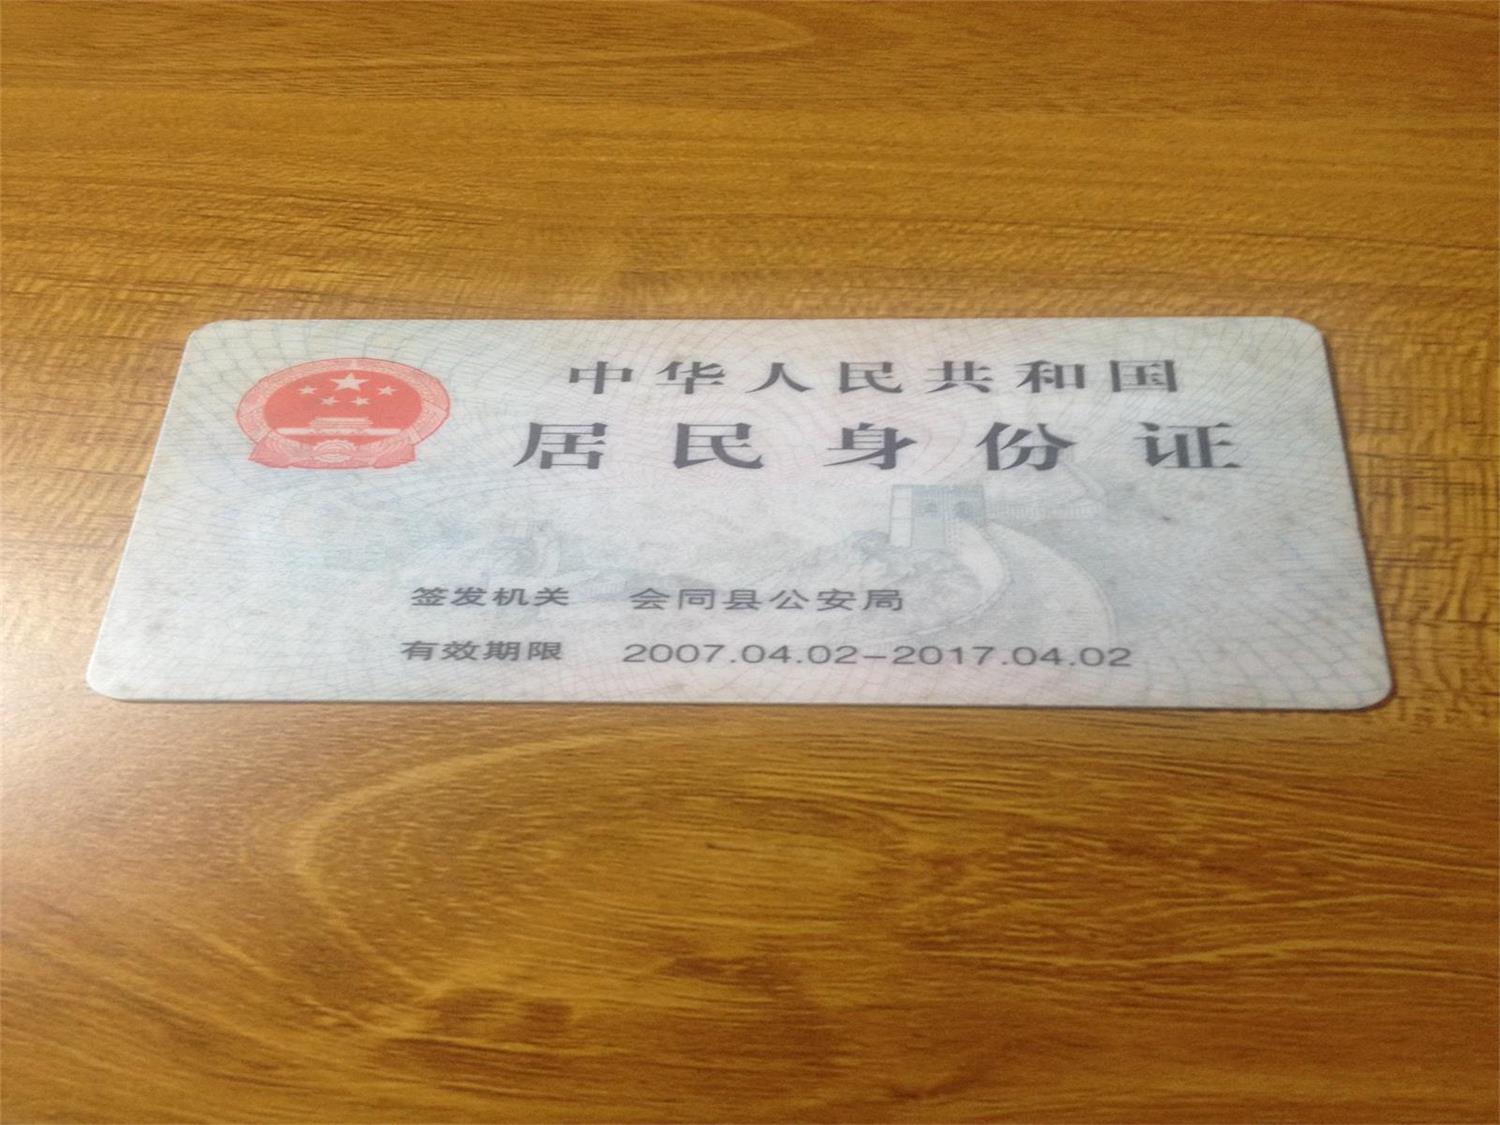 中华人民共和国
居民身份证
签发机关 会同县公安局
有效期限 2007.04.02-2017.04.02